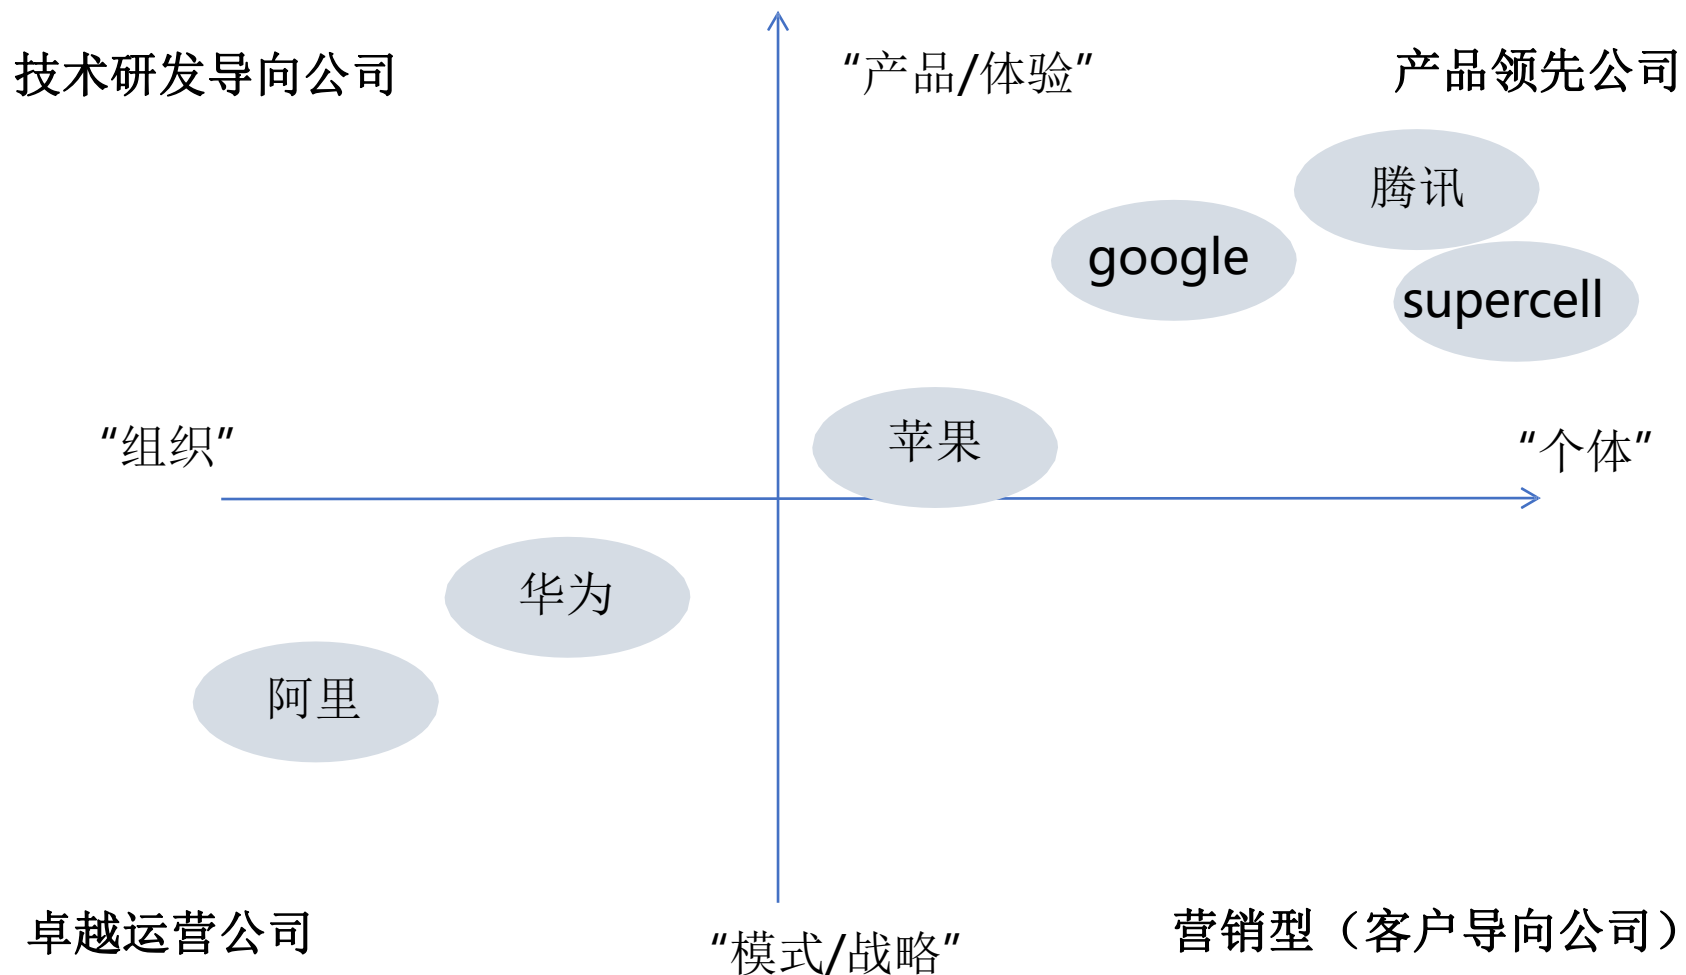 技术研发导向公司
“产品/体验”
产品领先公司
腾讯
google
supercell
苹果
“组织”
“个体”
华为
阿里
卓越运营公司
“模式/战略”
营销型（客户导向公司）